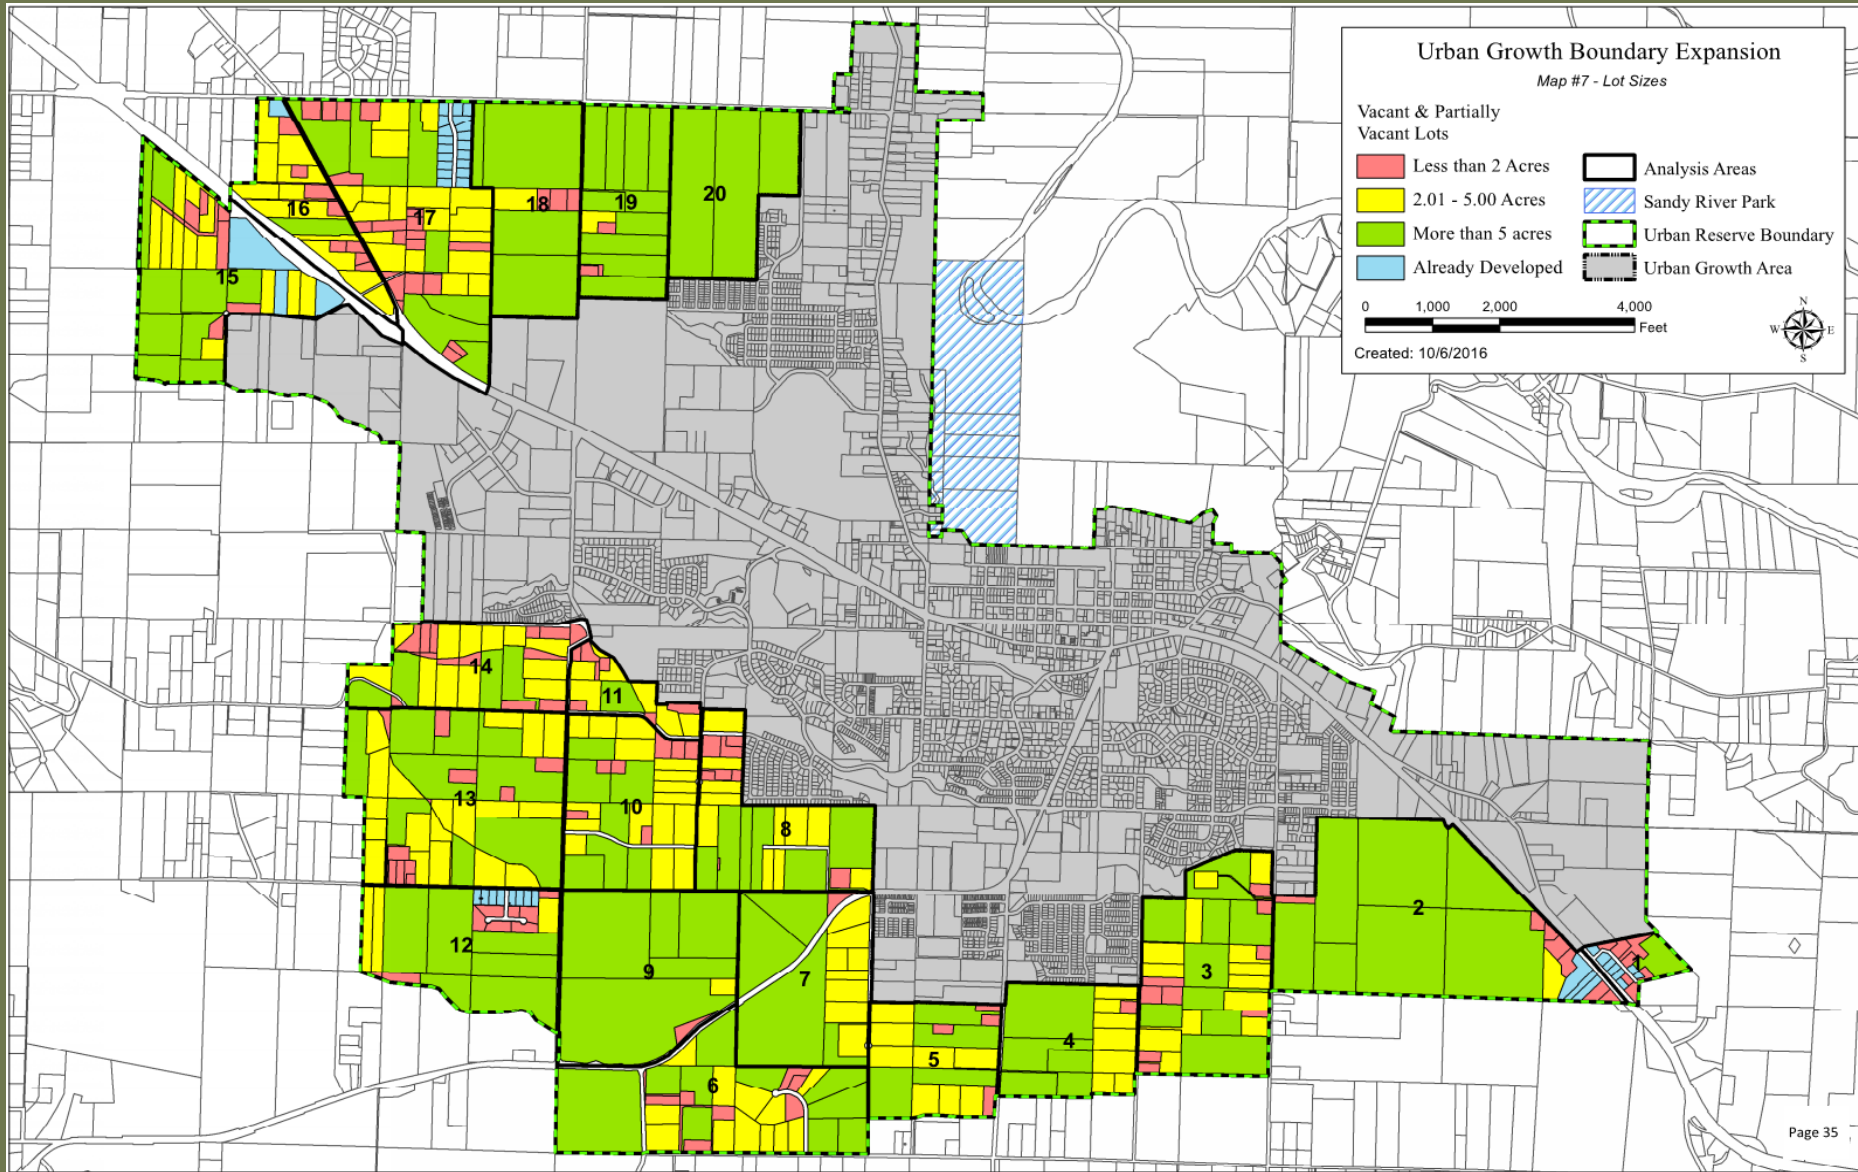 Urban Growth Boundary Expansion
Map #7 - Lot Sizes
Vacant & Partially
Vacant Lots
Less than 2 Acres
2.01 - 5.00 Acres
More than 5 acres
Already Developed
Analysis Areas
Sandy River Park
Urban Reserve Boundary
Urban Growth Area
0 1,000 2,000 4,000
Feet
Created: 10/6/2016
N
W E
S
20
19
18
17
16
15
14
11
13
10
8
12
9
7
2
1
3
4
5
6
Page 35